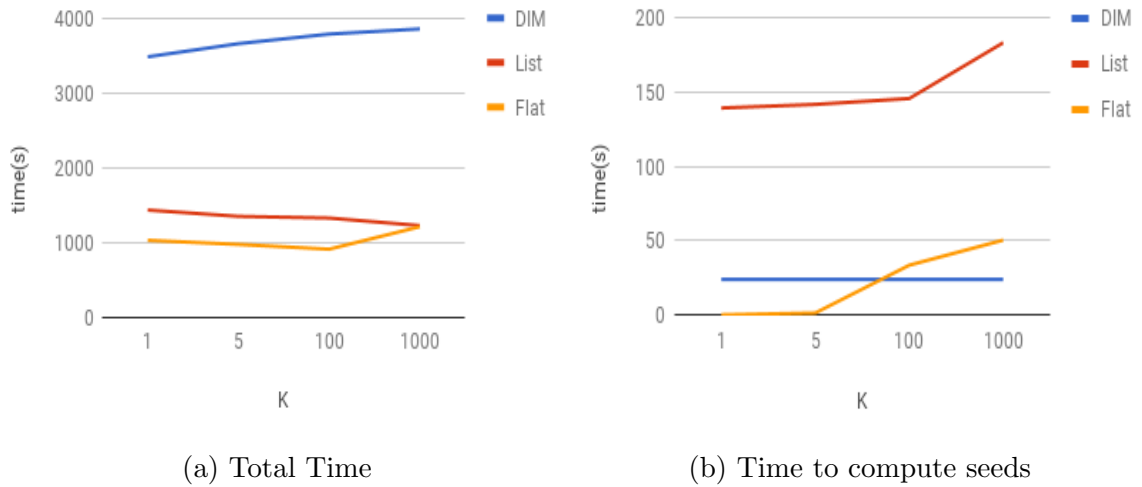 4000
3000
2000
1000
0
time(s)
1 5 100 1000
K
DIM
List
Flat
(a) Total Time
200
150
100
50
0
time(s)
1 5 100 1000
K
DIM
List
Flat
(b) Time to compute seeds